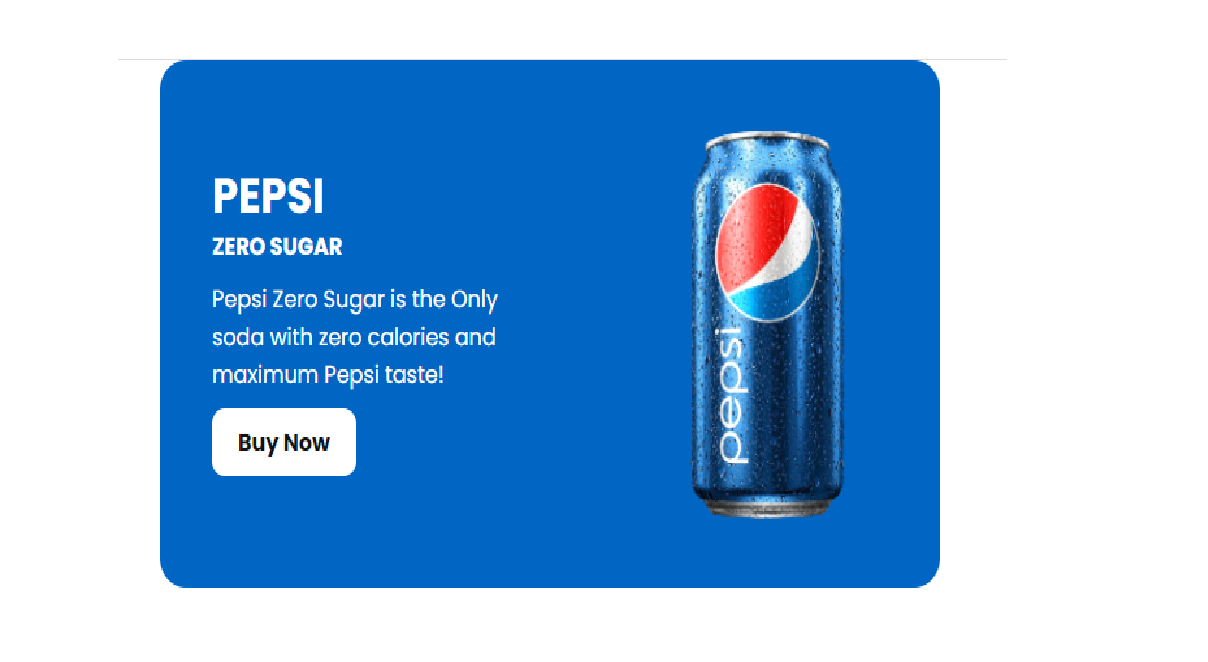 PEPSI
ZERO SUGAR
Pepsi Zero Sugar is the Only
soda with zero calories and
maximum Pepsi taste!
Buy Now
pepsi